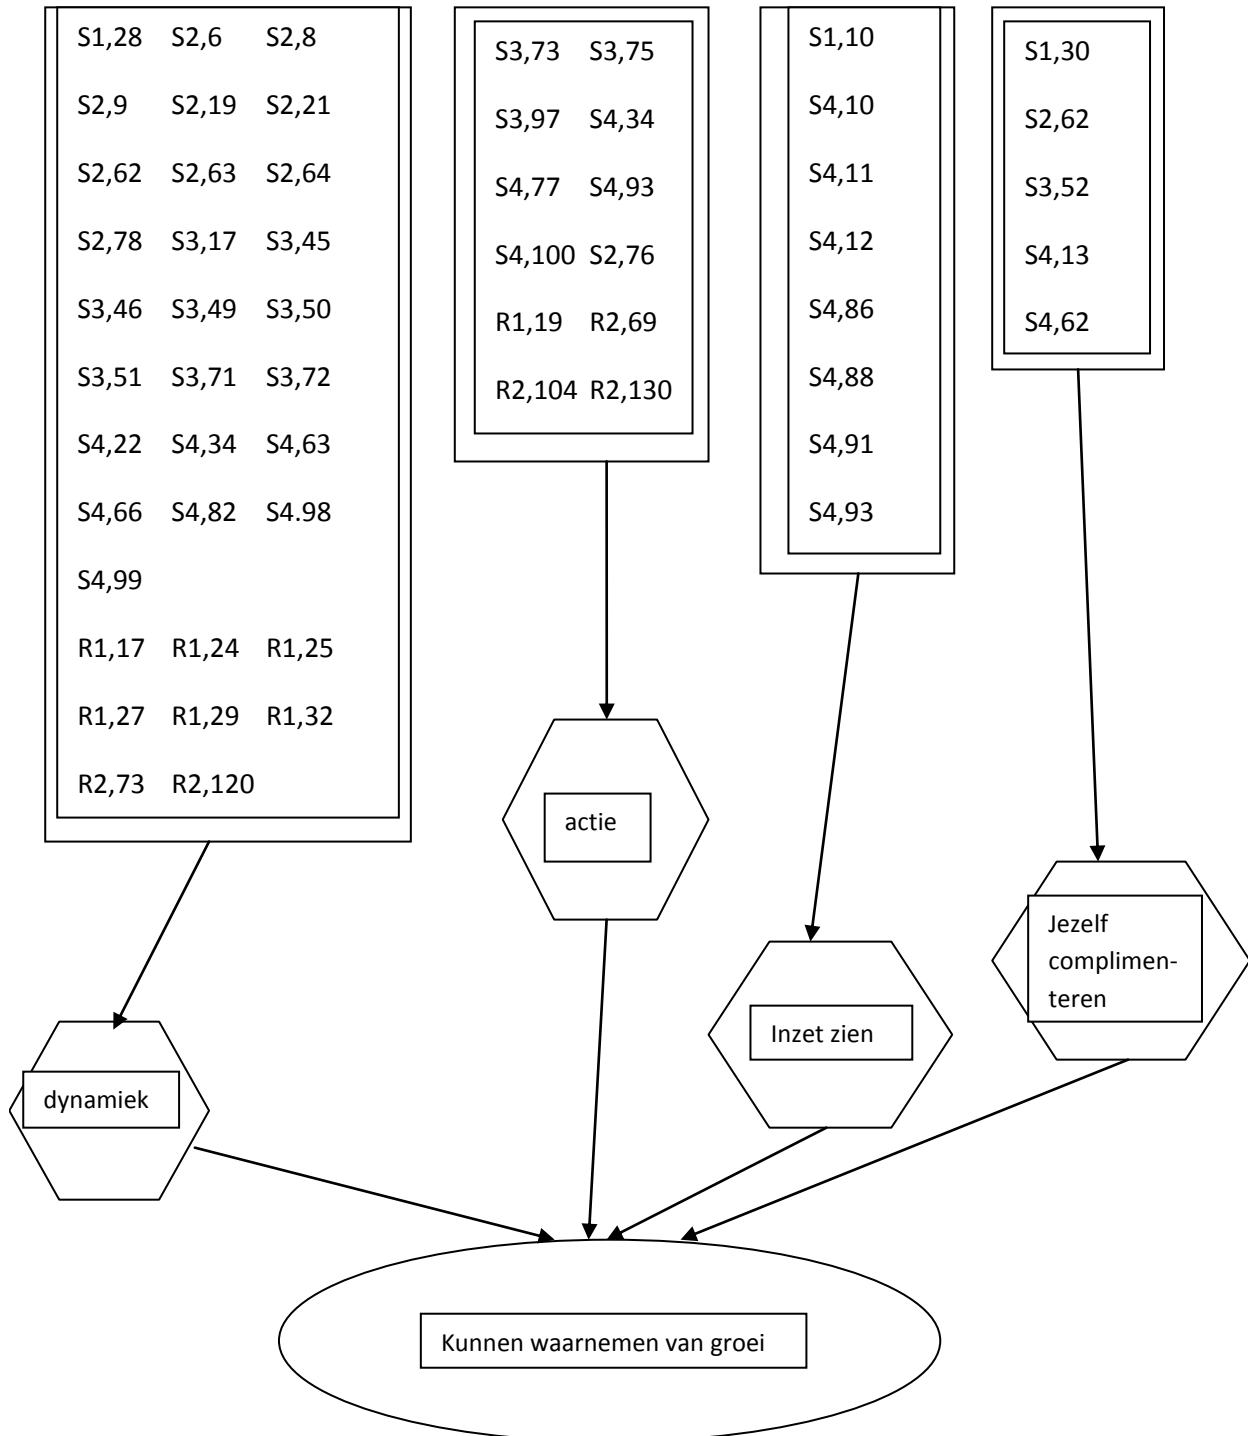 S1,28 S2,6 S2,8
S2,9 S2,19 S2,21
S2,62 S2,63 S2,64
S2,78 S3,17 S3,45
S3,46 S3,49 S3,50
S3,51 S3,71 S3,72
S4,22 S4,34 S4,63
S4,66 S4,82 S4.98
S4,99
R1,17 R1,24 R1,25
R1,27 R1,29 R1,32
R2,73 R2,120
S3,73 S3,75
S3,97 S4,34
S4,77 S4,93
S4,100 S2,76
R1,19 R2,69
R2,104 R2,130
S1,10
S4,10
S4,11
S4,12
S4,86
S4,88
S4,91
S4,93
S1,30
S2,62
S3,52
S4,13
S4,62
dynamiek
actie
Inzet zien
Jezelf
complimen-
teren
Kunnen waarnemen van groei